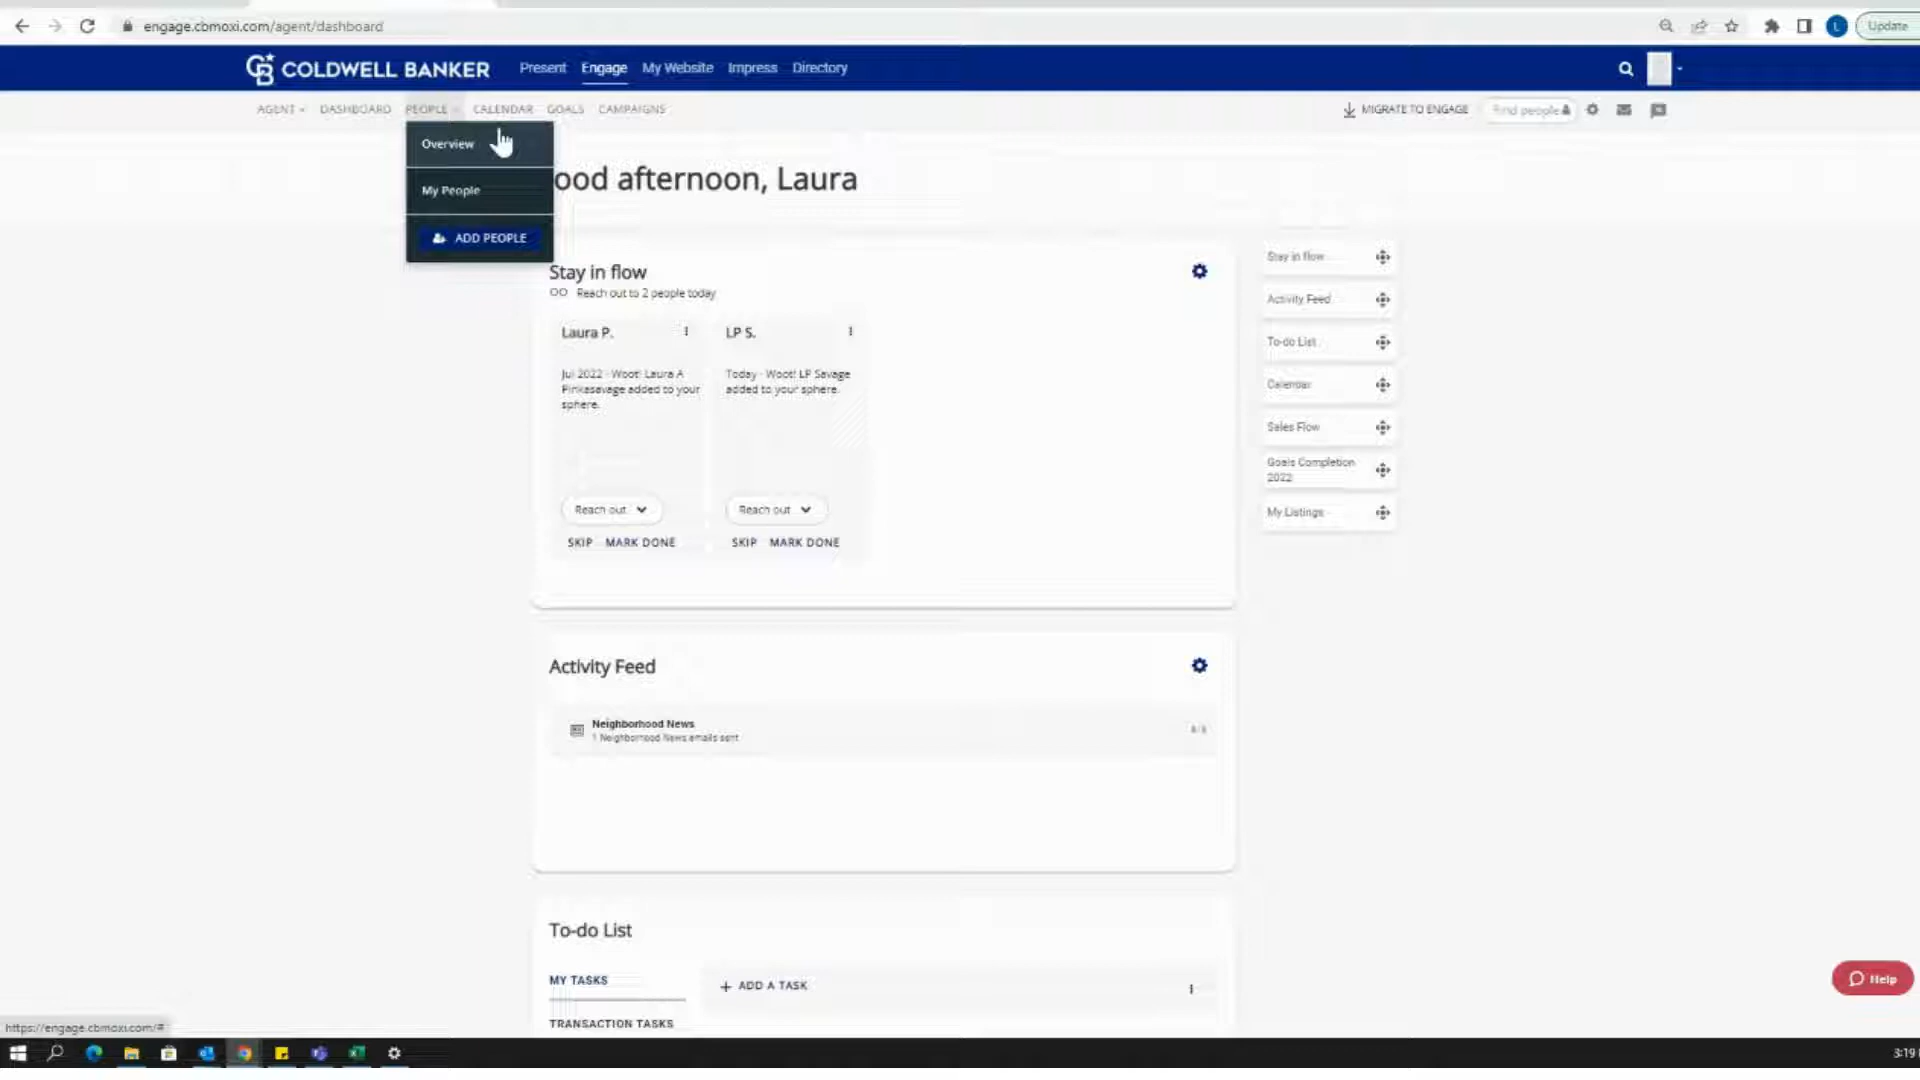 engage.cbmoxi.com/agent/dashboard
Update
COLDWELL BANKER
Present Engage My Website Impress Directory
AGENT DASHBOARD PEOPLE CALENDAR GOALS CAMPAIGNS
MIGRATE TO ENGAGE Find people
Overview
My People
ADD PEOPLE
ood afternoon, Laura
Stay in flow
Reach out to 2 people today
Laura P.
Jul 2022 - Woot! Laura A
Pinkasavage added to your
sphere.
Reach out
SKIP MARK DONE
LP S.
Today - Woot! LP Savage
added to your sphere.
Reach out
SKIP MARK DONE
Stay in flow
Activity Feed
To-do List
Calendar
Sales Flow
Goals Completion
2022
My Listings
Activity Feed
Neighborhood News
1 Neighborhood News emails sent
To-do List
MY TASKS
+ ADD A TASK
TRANSACTION TASKS
Help
https://engage.cbmoxi.com/#
3:19